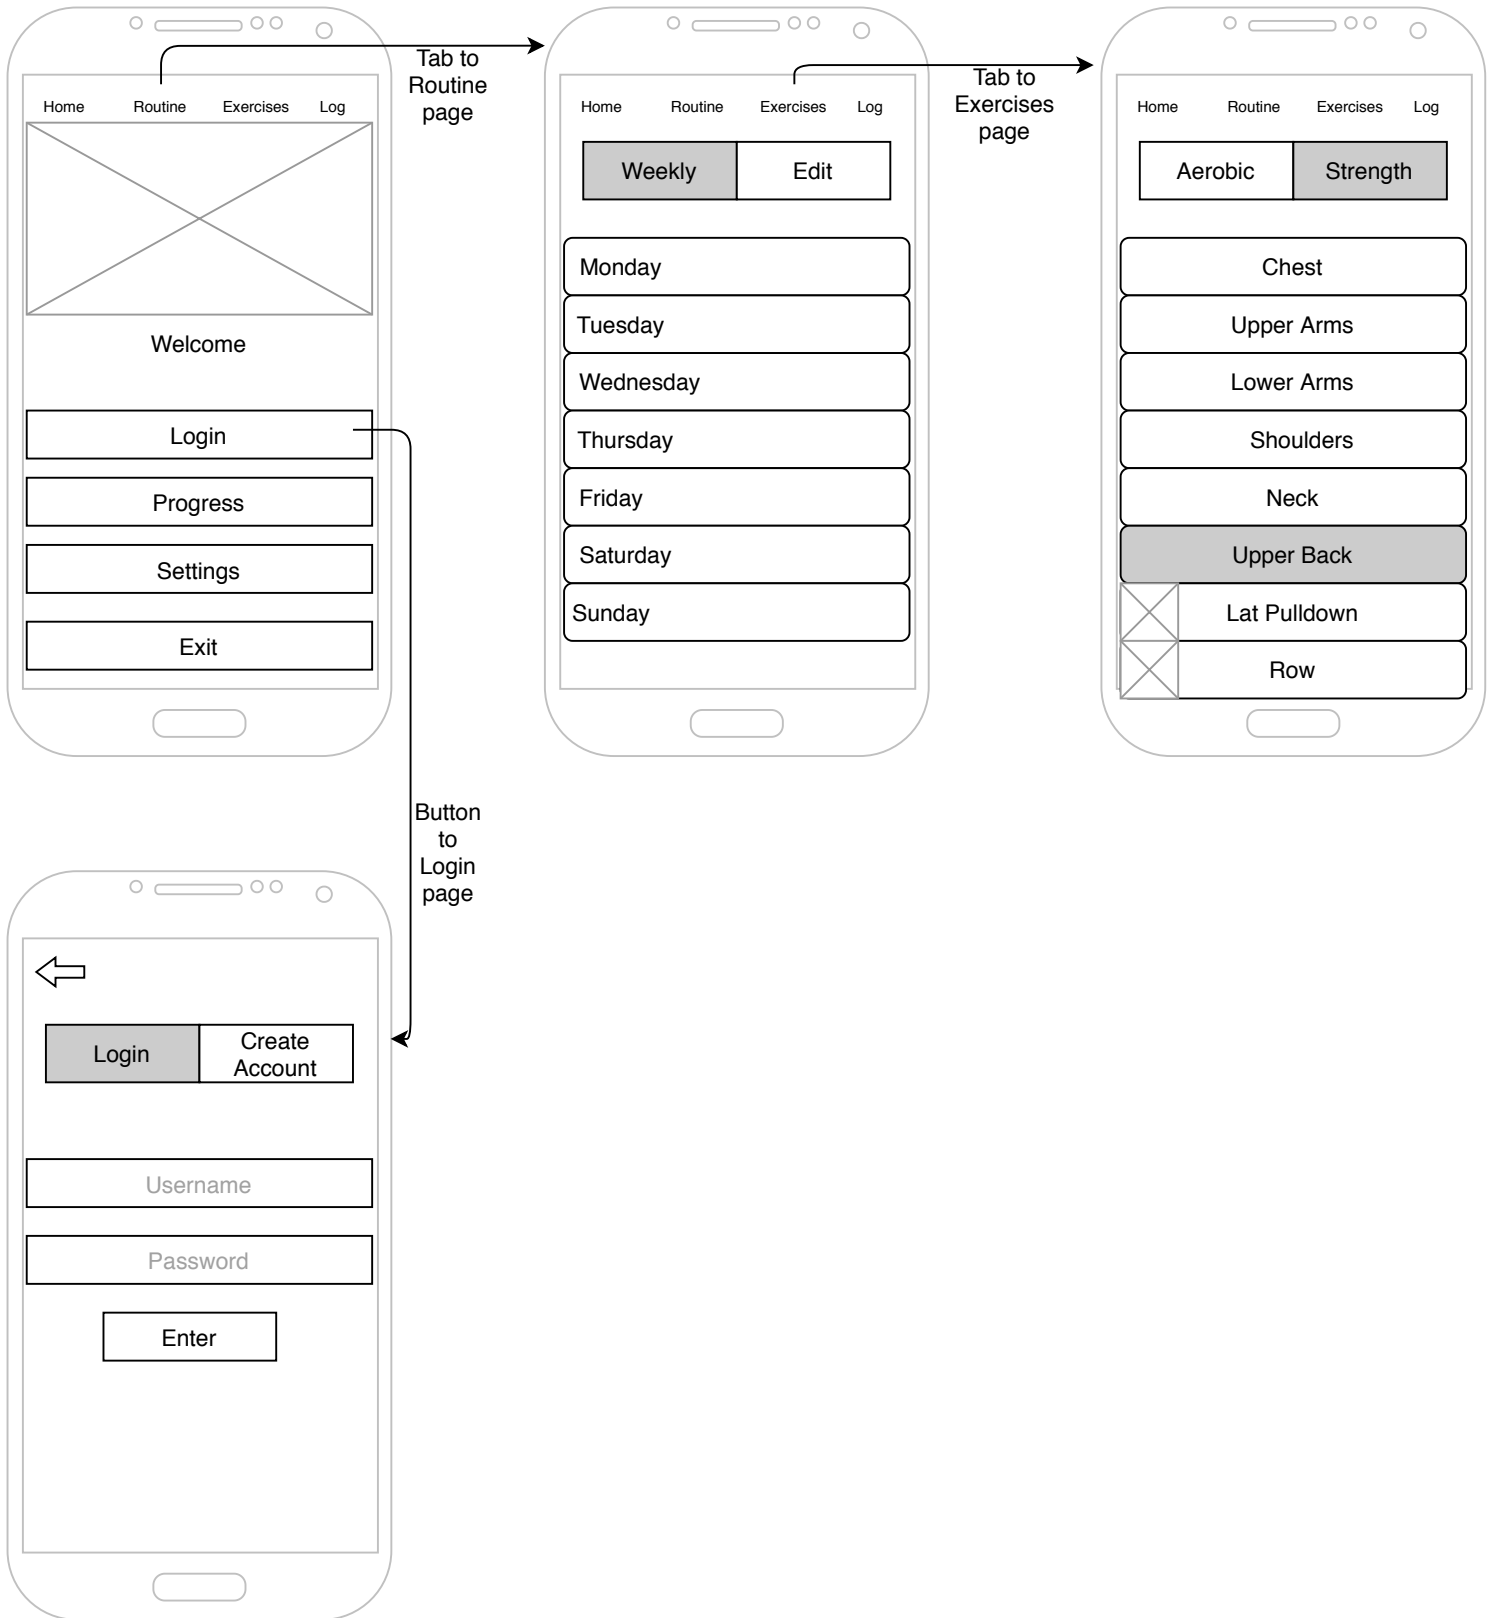 Home Routine Exercises Log
Welcome
Login
Progress
Settings
Exit
Tab to
Routine
page
Home Routine Exercises Log
Weekly Edit
Monday
Tuesday
Wednesday
Thursday
Friday
Saturday
Sunday
Tab to
Exercises
page
Home Routine Exercises Log
Aerobic Strength
Chest
Upper Arms
Lower Arms
Shoulders
Neck
Upper Back
Lat Pulldown
Row
Button
to
Login
page
Login
Create
Account
Username
Password
Enter